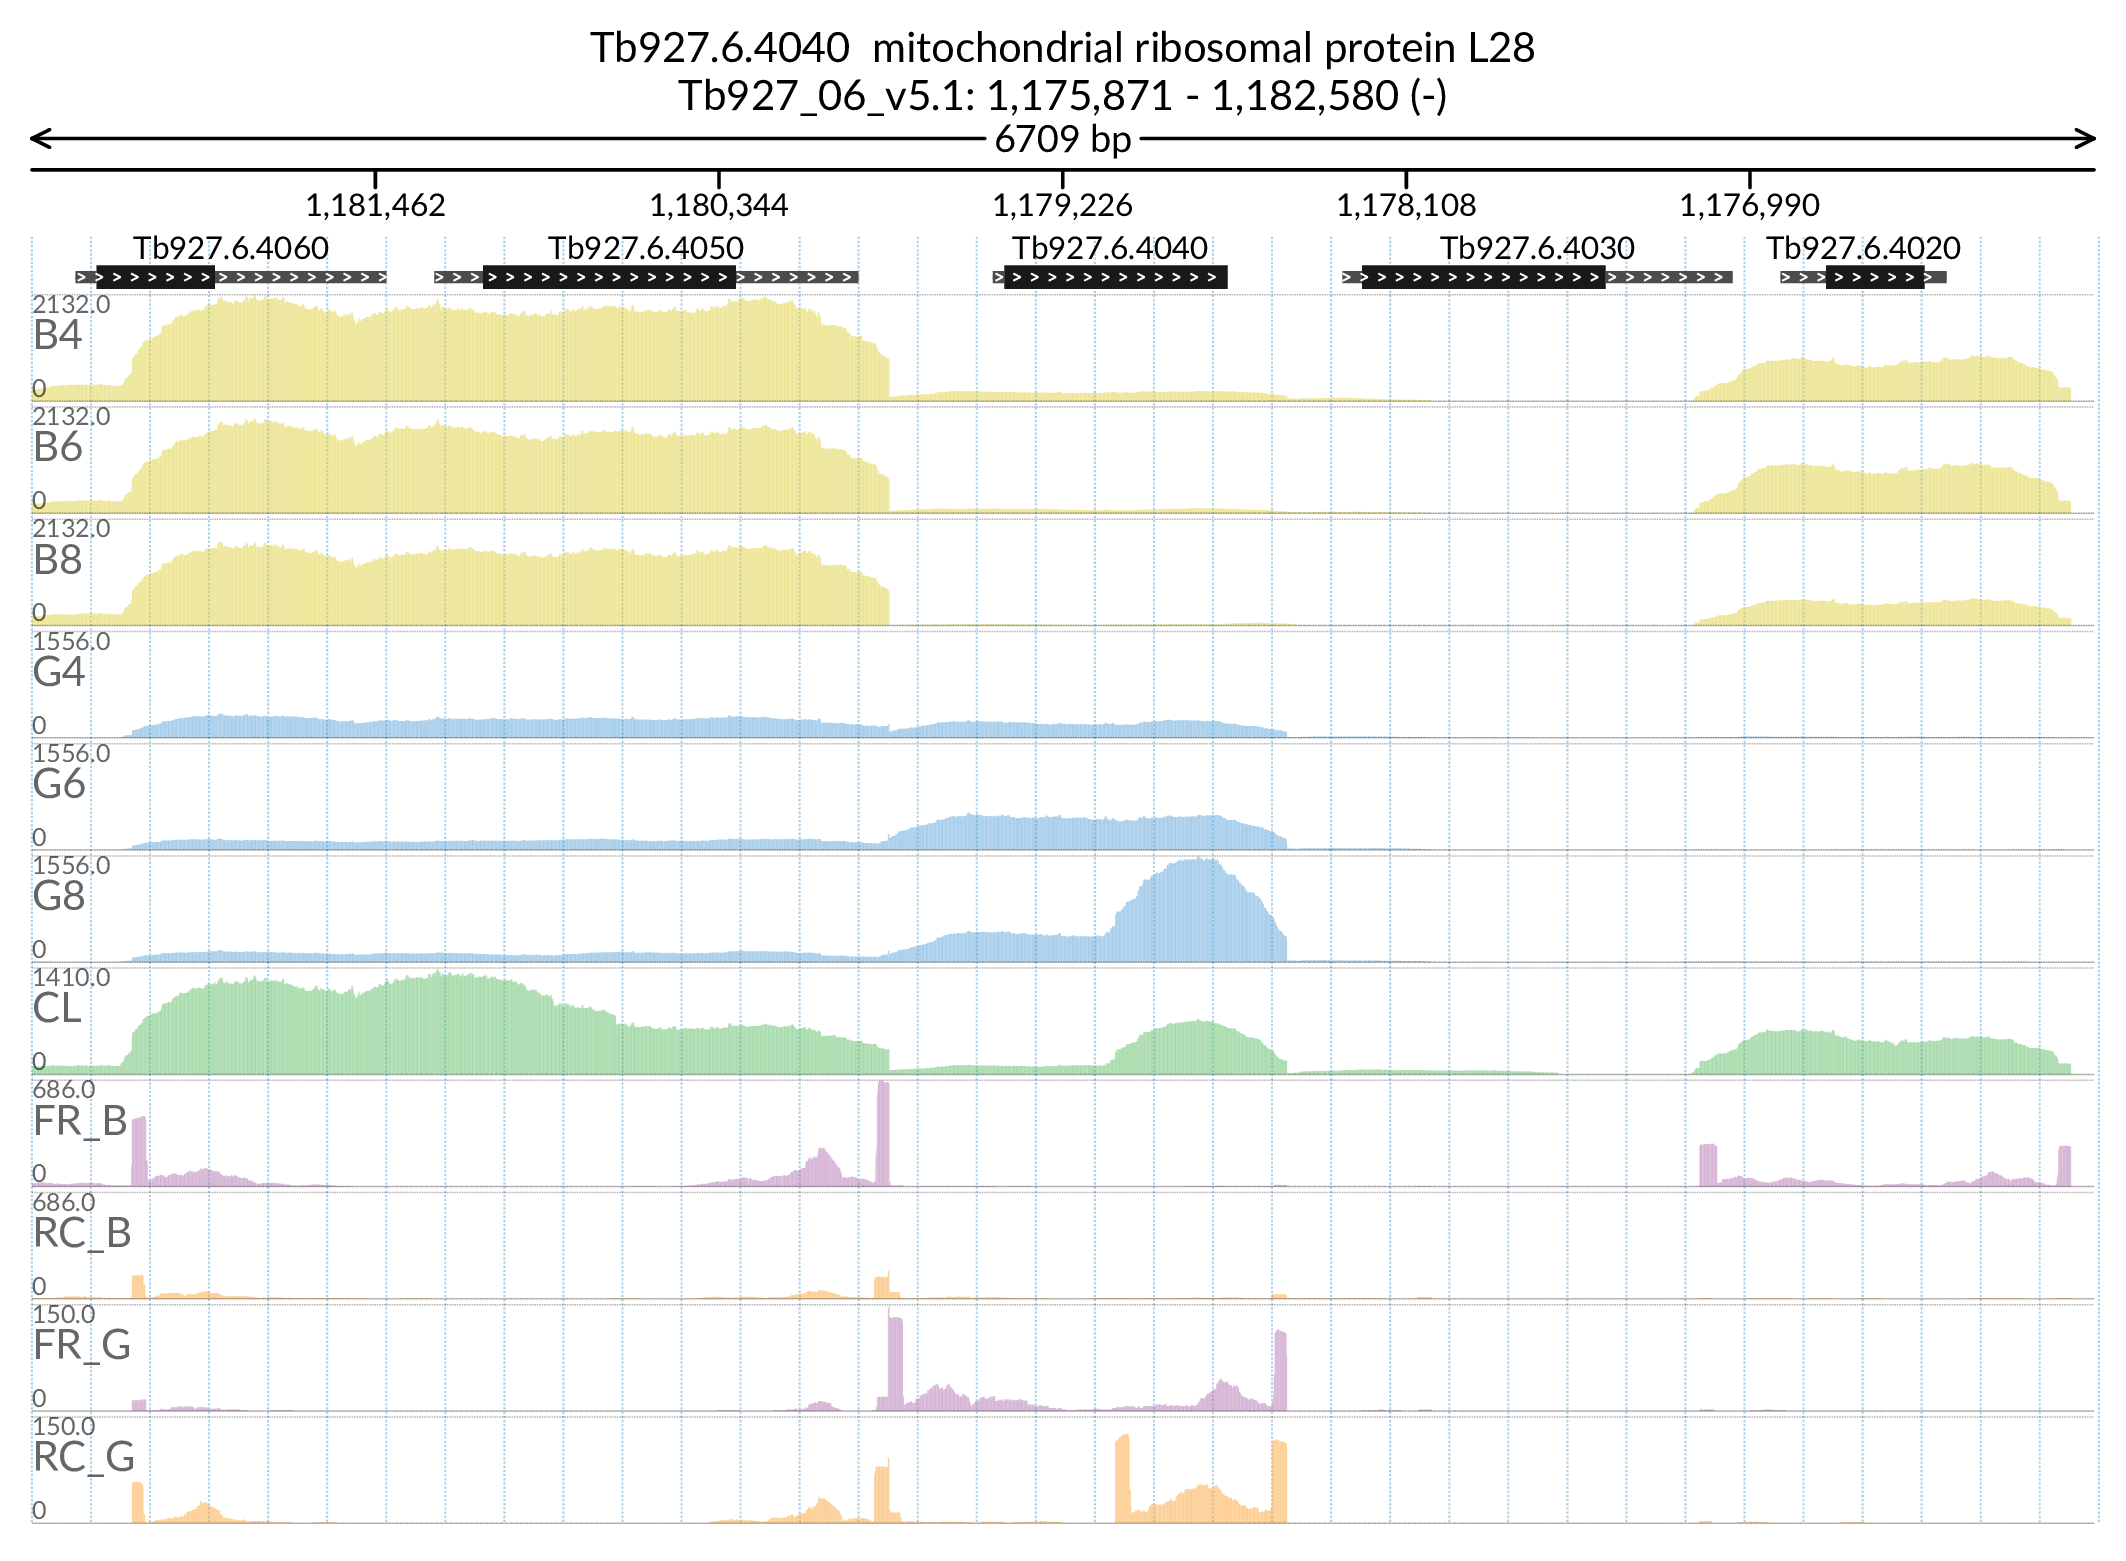 Tb927.6.4040  mitochondrial ribosomal protein L28
Tb927_06_v5.1: 1,175,871 - 1,182,580 (-)
6709 bp
1,181,462 1,180,344 1,179,226 1,178,108 1,176,990
Tb927.6.4060 Tb927.6.4050 Tb927.6.4040 Tb927.6.4030 Tb927.6.4020
2132.0
B4
0
2132.0
B6
0
2132.0
B8
0
1556.0
G4
0
1556.0
G6
0
1556.0
G8
0
1410.0
CL
0
686.0
FR_B
0
686.0
RC_B
0
150.0
FR_G
0
150.0
RC_G
0